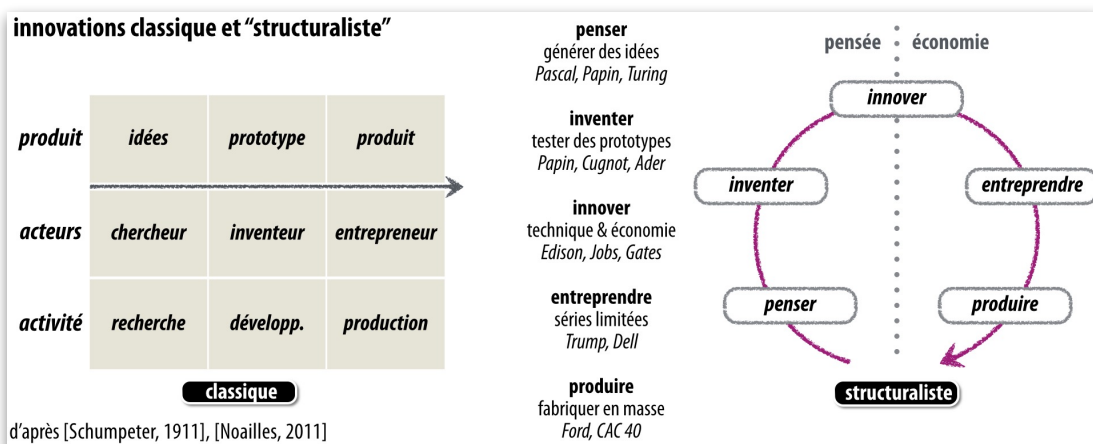 innovations classique et “structuraliste”
produit
idées
prototype
produit
acteurs
chercheur
inventeur
entrepreneur
activité
recherche
développ.
production
classique
d’après [Schumpeter, 1911], [Noailles, 2011]
penser
générer des idées
Pascal, Papin, Turing
inventer
tester des prototypes
Papin, Cugnot, Ader
innover
technique & économie
Edison, Jobs, Gates
entreprendre
séries limitées
Trump, Dell
produire
fabriquer en masse
Ford, CAC 40
pensée
économie
innover
inventer
entreprendre
penser
produire
structuraliste